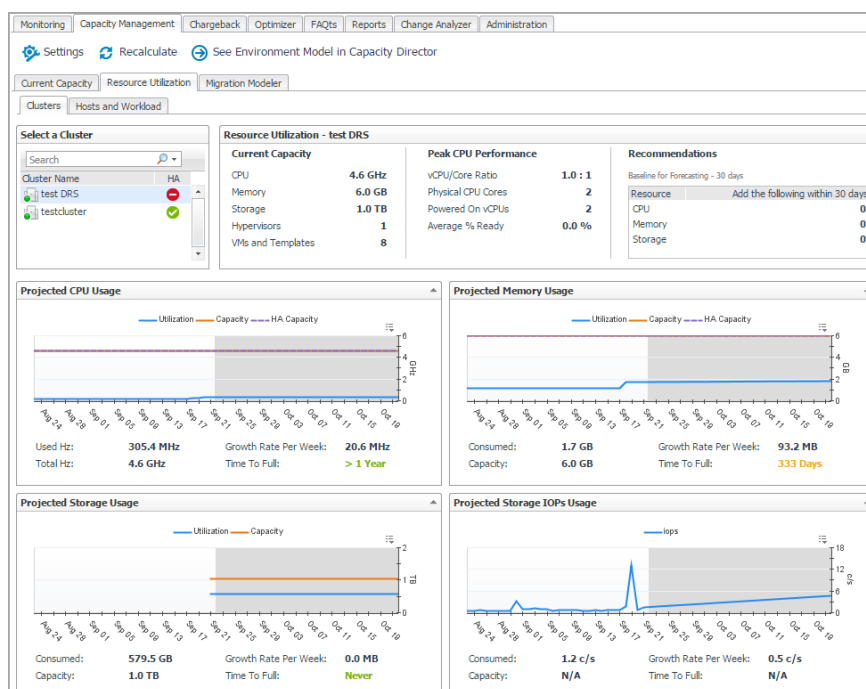 Monitoring Capacity Management Chargeback Optimizer FAQts Reports Change Analyzer Administration
Settings Recalculate See Environment Model in Capacity Director
Current Capacity Resource Utilization Migration Modeler
Clusters Hosts and Workload
Select a Cluster
Search
Cluster Name HA
test DRS
testcluster
Resource Utilization - test DRS
Current Capacity
CPU 4.6 GHz
Memory 6.0 GB
Storage 1.0 TB
Hypervisors 1
VMs and Templates 8
Peak CPU Performance
vCPU/Core Ratio 1.0 : 1
Physical CPU Cores 2
Powered On vCPUs 2
Average % Ready 0.0 %
Recommendations
Baseline for Forecasting - 30 days
Resource Add the following within 30 days
CPU 0
Memory 0
Storage 0
Projected CPU Usage
Utilization Capacity HA Capacity
6
4
2
0
GHz
Aug 24 Aug 28 Sep 01 Sep 05 Sep 09 Sep 13 Sep 17 Sep 21 Sep 25 Sep 29 Oct 03 Oct 07 Oct 11 Oct 15 Oct 19
Used Hz: 305.4 MHz Growth Rate Per Week: 20.6 MHz
Total Hz: 4.6 GHz Time To Full: > 1 Year
Projected Memory Usage
Utilization Capacity HA Capacity
6
4
2
0
GB
Aug 24 Aug 28 Sep 01 Sep 05 Sep 09 Sep 13 Sep 17 Sep 21 Sep 25 Sep 29 Oct 03 Oct 07 Oct 11 Oct 15 Oct 19
Consumed: 1.7 GB Growth Rate Per Week: 93.2 MB
Capacity: 6.0 GB Time To Full: 333 Days
Projected Storage Usage
Utilization Capacity
2
1
0
TB
Aug 24 Aug 28 Sep 01 Sep 05 Sep 09 Sep 13 Sep 17 Sep 21 Sep 25 Sep 29 Oct 03 Oct 07 Oct 11 Oct 15 Oct 19
Consumed: 579.5 GB Growth Rate Per Week: 0.0 MB
Capacity: 1.0 TB Time To Full: Never
Projected Storage IOPs Usage
iops
18
12
6
0
c/s
Aug 24 Aug 28 Sep 01 Sep 05 Sep 09 Sep 13 Sep 17 Sep 21 Sep 25 Sep 29 Oct 03 Oct 07 Oct 11 Oct 15 Oct 19
Consumed: 1.2 c/s Growth Rate Per Week: 0.5 c/s
Capacity: N/A Time To Full: N/A